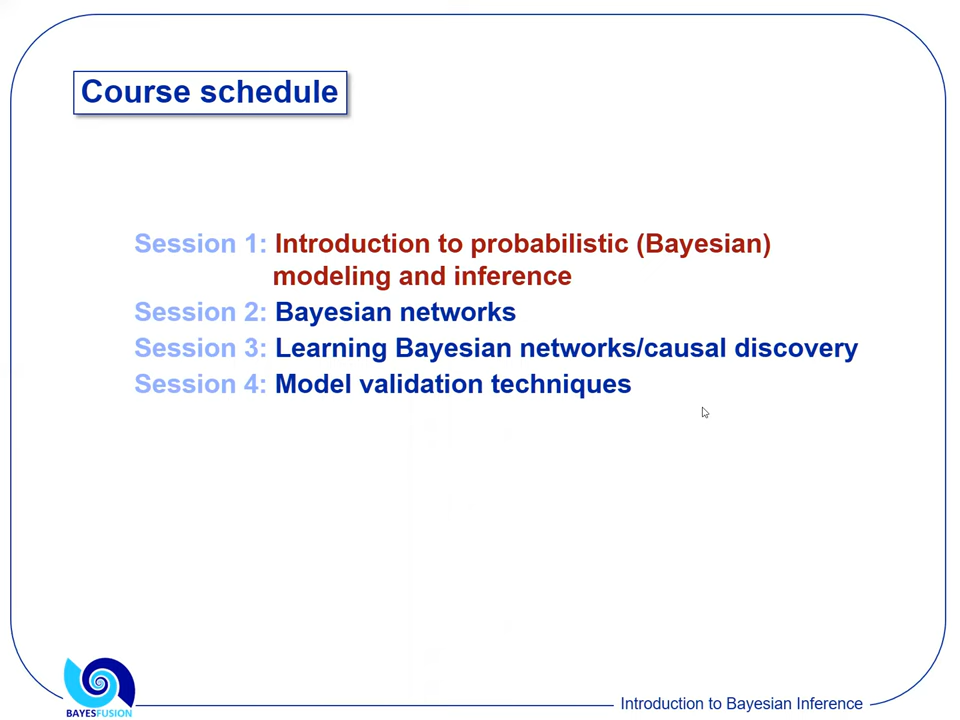 Course schedule
Session 1: Introduction to probabilistic (Bayesian)
modeling and inference
Session 2: Bayesian networks
Session 3: Learning Bayesian networks/causal discovery
Session 4: Model validation techniques
BAYESFUSION
Introduction to Bayesian Inference